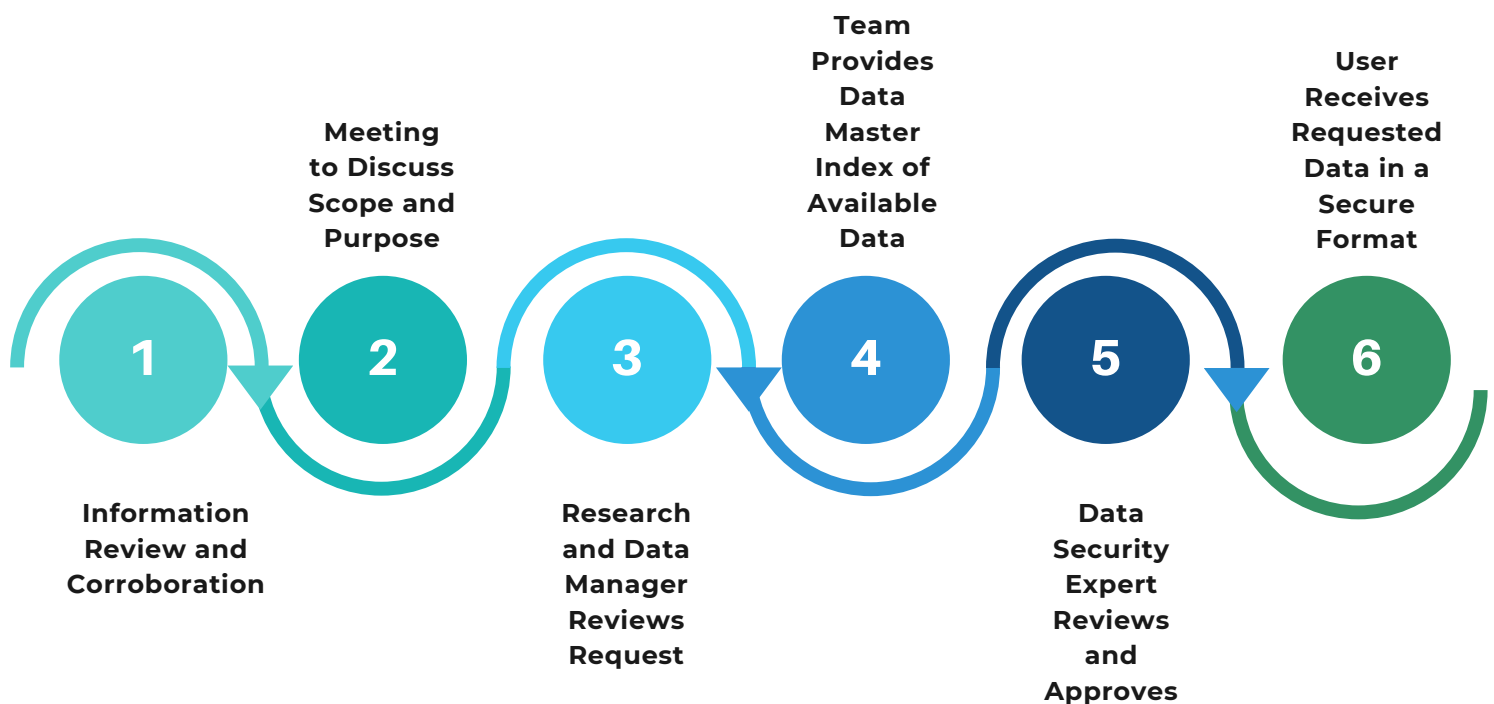 1
Information
Review and
Corroboration
Meeting
to Discuss
Scope and
Purpose
2
3
Research
and Data
Manager
Reviews
Request
Team
Provides
Data
Master
Index of
Available
Data
4
5
Data
Security
Expert
Reviews
and
Approves
User
Receives
Requested
Data in a
Secure
Format
6